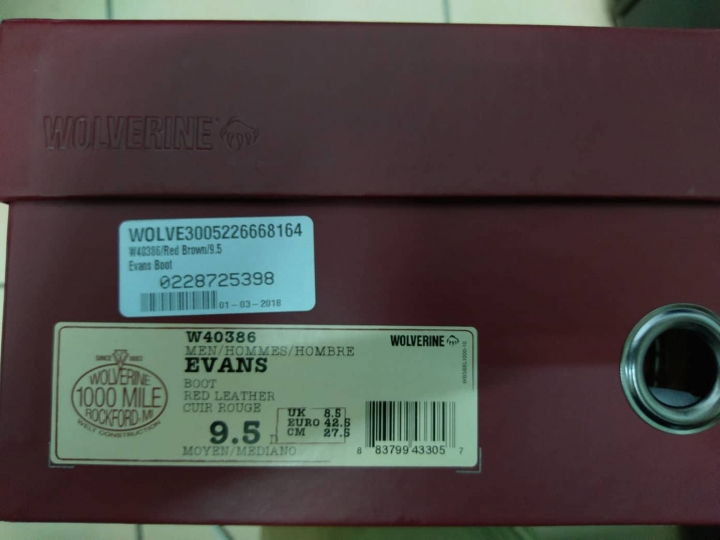 WOLVERINE
WOLVE3005226668164
W40386/Red Brown/9.5
Evans Boot
0228725398
01-03-2018
W40386
MEN/HOMMES/HOMBRE
EVANS
BOOT
RED LEATHER
CUIR ROUGE
9.5 D
MOYEN/MEDIANO
UK 8.5
EURO 42.5
CM 27.5
WOLVERINE
SINCE 1883
WOLVERINE
1000 MILE
ROCKFORD, MI
WELT CONSTRUCTION
8 83799 43305 7